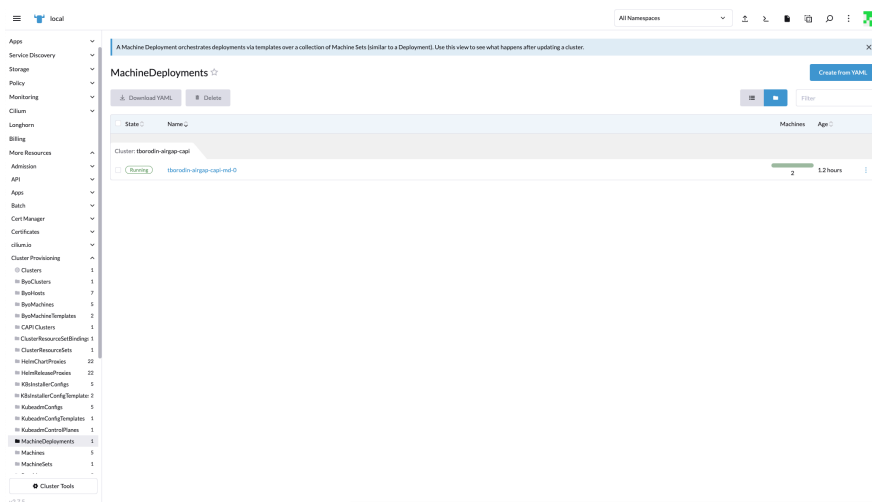 local
All Namespaces
Apps
Service Discovery
Storage
Policy
Monitoring
Cilium
Longhorn
Billing
More Resources
Admission
API
Apps
Batch
Cert Manager
Certificates
cilium.io
Cluster Provisioning
Clusters 1
ByoClusters 1
ByoHosts 7
ByoMachines 5
ByoMachineTemplates 2
CAPI Clusters 1
ClusterResourceSetBindings 1
ClusterResourceSets 1
HelmChartProxies 22
HelmReleaseProxies 22
K8sInstallerConfigs 5
K8sInstallerConfigTemplates 2
KubeadmConfigs 5
KubeadmConfigTemplates 1
KubeadmControlPlanes 1
MachineDeployments 1
Machines 5
MachineSets 1
Cluster Tools
A Machine Deployment orchestrates deployments via templates over a collection of Machine Sets (similar to a Deployment). Use this view to see what happens after updating a cluster.
MachineDeployments
Create from YAML
Download YAML
Delete
Filter
State Name Machines Age
Cluster: tborodin-airgap-capi
Running tborodin-airgap-capi-md-0 2 1.2 hours